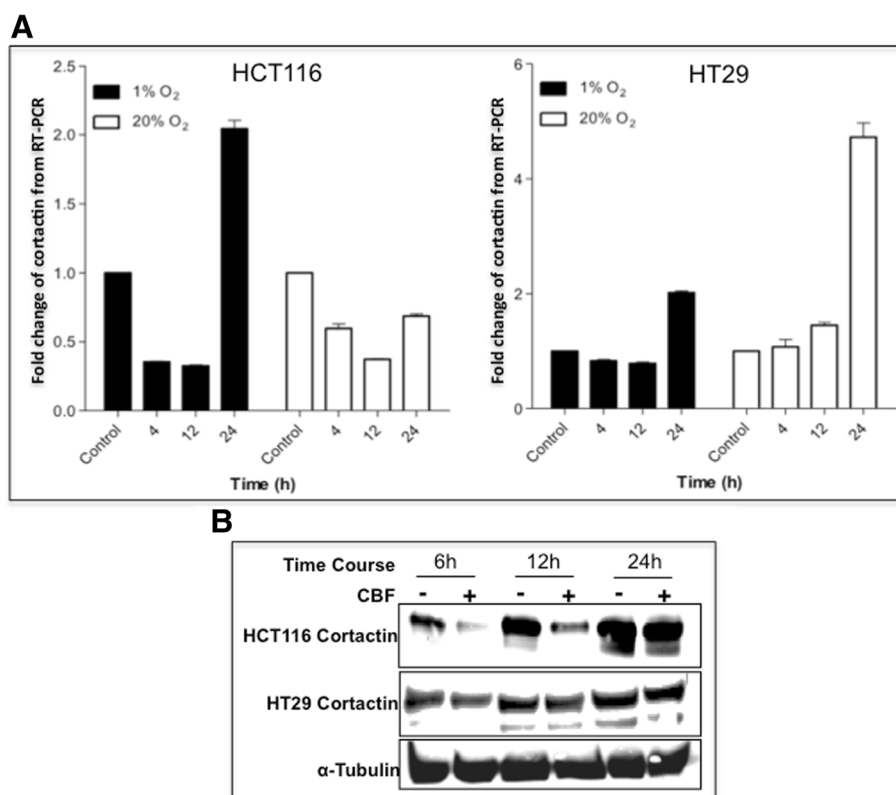 A
HCT116
1% O₂
20% O₂
Fold change of cortactin from RT-PCR
2.5
2.0
1.5
1.0
0.5
0.0
Control 4 12 24 Control 4 12 24
Time (h)
HT29
1% O₂
20% O₂
Fold change of cortactin from RT-PCR
6
4
2
0
Control 4 12 24 Control 4 12 24
Time (h)
B
Time Course 6h 12h 24h
CBF - + - + - +
HCT116 Cortactin
HT29 Cortactin
α-Tubulin